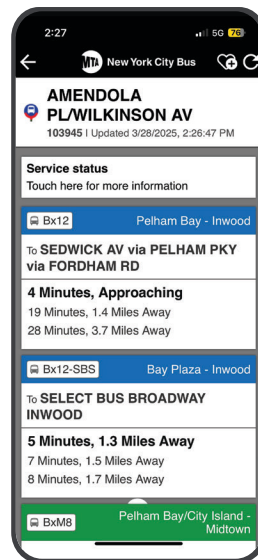 2:27
5G 76
MTA New York City Bus
AMENDOLA
PL/WILKINSON AV
103945 | Updated 3/28/2025, 2:26:47 PM
Service status
Touch here for more information
Bx12 Pelham Bay - Inwood
To SEDWICK AV via PELHAM PKY
via FORDHAM RD
4 Minutes, Approaching
19 Minutes, 1.4 Miles Away
28 Minutes, 3.7 Miles Away
Bx12-SBS Bay Plaza - Inwood
To SELECT BUS BROADWAY
INWOOD
5 Minutes, 1.3 Miles Away
7 Minutes, 1.5 Miles Away
8 Minutes, 1.7 Miles Away
BxM8 Pelham Bay/City Island -
Midtown